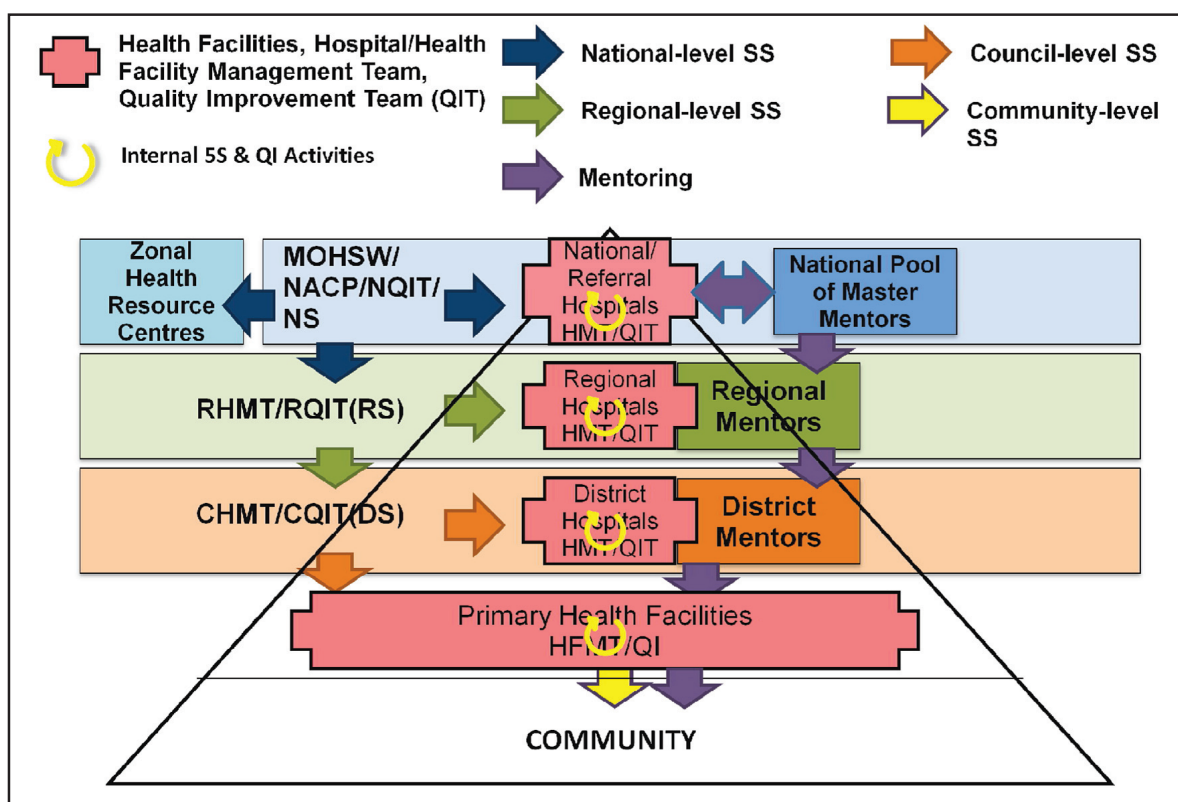 Health Facilities, Hospital/Health
Facility Management Team,
Quality Improvement Team (QIT)
Internal 5S & QI Activities
National-level SS
Regional-level SS
Mentoring
Council-level SS
Community-level
SS
Zonal
Health
Resource
Centres
MOHSW/
NACP/NQIT/
NS
National/
Referral
Hospitals
HMT/QIT
National Pool
of Master
Mentors
RHMT/RQIT(RS)
Regional
Hospitals
HMT/QIT
Regional
Mentors
CHMT/CQIT(DS)
District
Hospitals
HMT/QIT
District
Mentors
Primary Health Facilities
HFMT/QI
COMMUNITY